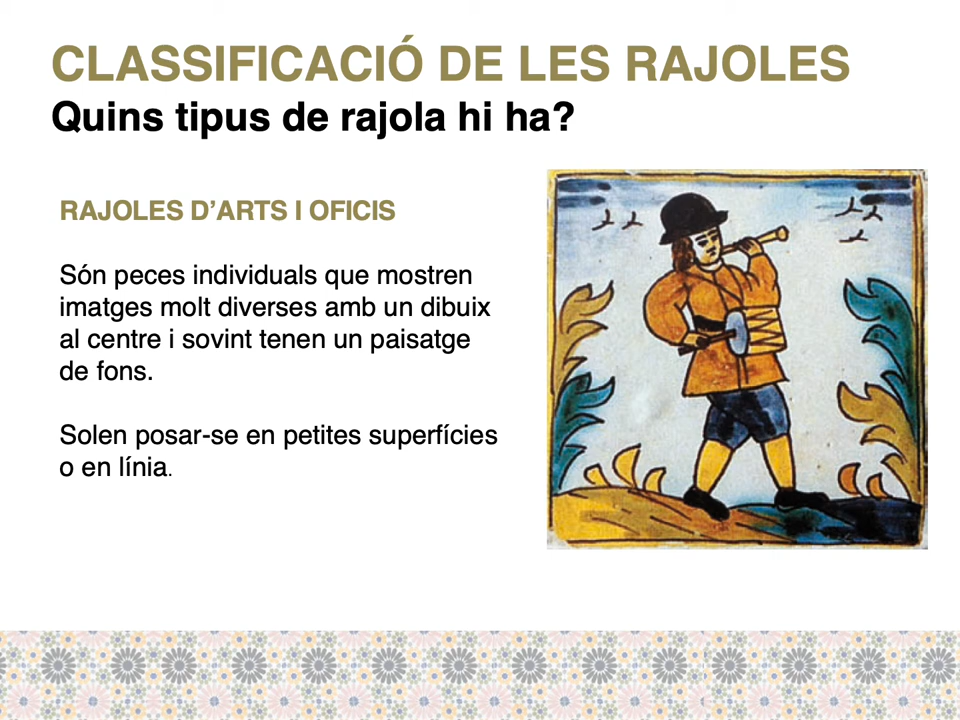 CLASSIFICACIÓ DE LES RAJOLES
Quins tipus de rajola hi ha?
RAJOLES D’ARTS I OFICIS
Són peces individuals que mostren
imatges molt diverses amb un dibuix
al centre i sovint tenen un paisatge
de fons.
Solen posar-se en petites superfícies
o en línia.